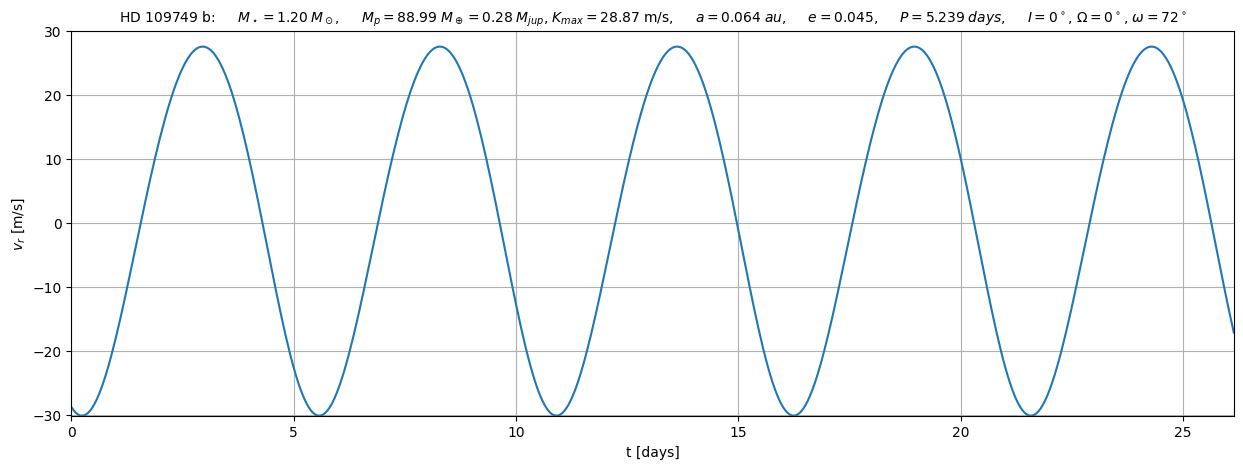 HD 109749 b: M⋆ = 1.20 M⊙, Mp = 88.99 M⊕ = 0.28 Mjup, Kmax = 28.87 m/s, a = 0.064 au, e = 0.045, P = 5.239 days, I = 0°, Ω = 0°, ω = 72°
30
20
10
0
−10
−20
−30
vr [m/s]
0 5 10 15 20 25
t [days]